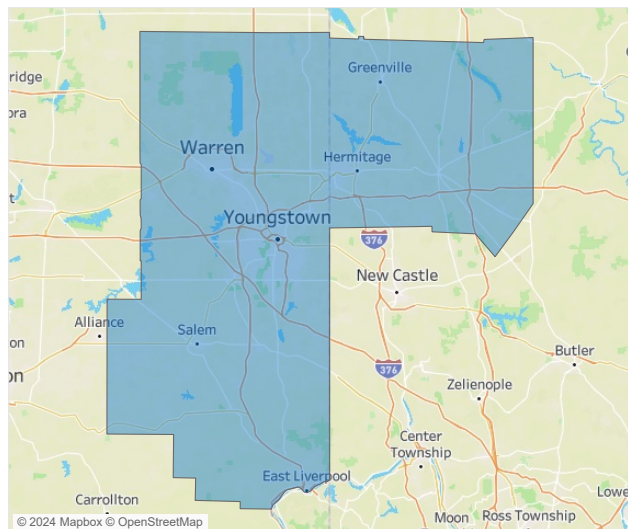 Greenville
ridge
ora
Warren
Hermitage
t
Youngstown
376
New Castle
Alliance
Salem
on
on
376
Butler
Zelienople
Center
Township
East Liverpool
Carrollton
Lowe
Moon
Ross Township
© 2024 Mapbox © OpenStreetMap